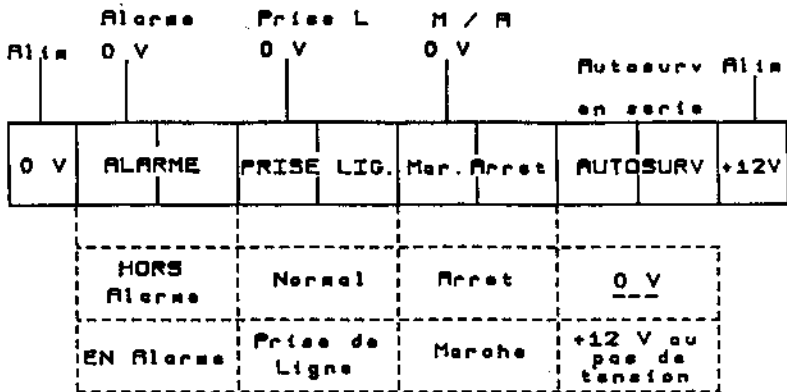 Alarme Prise L M / A
Alim 0 V 0 V 0 V
Autosurv Alim
en serie
0 V ALARME PRISE LIG. Mar. Arret AUTOSURV +12V
HORS
Alarme
Normal
Arret
0 V
EN Alarme
Prise de
Ligne
Marche
+12 V ou
pas de
tension